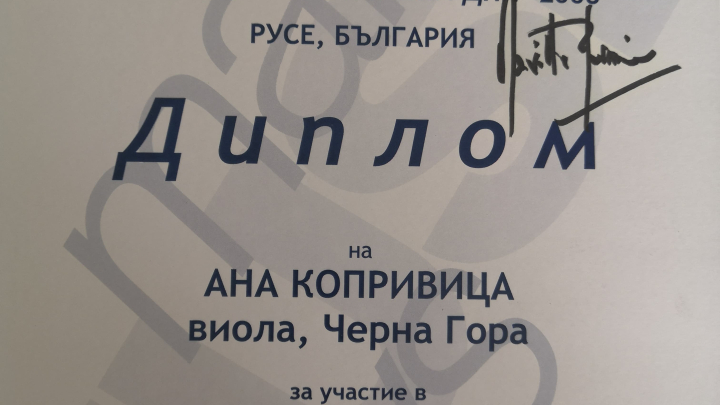 РУСЕ, БЪЛГАРИЯ
Диплом
на
АНА КОПРИВИЦА
виола, Черна Гора
за участие в